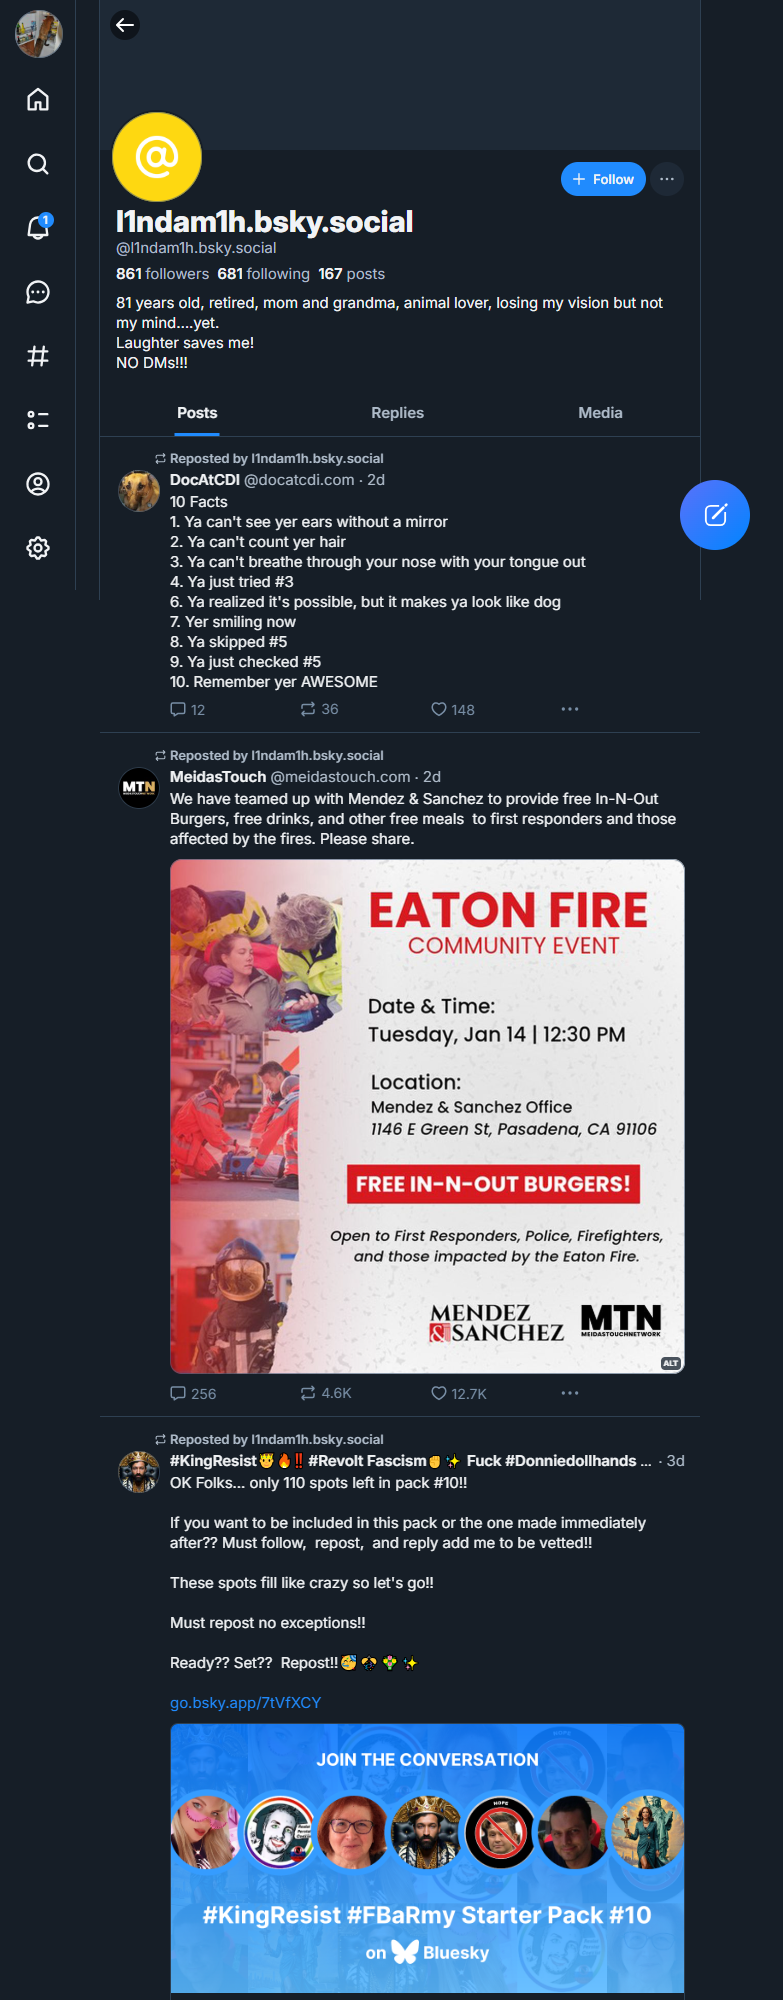 1
@
+ Follow
l1ndam1h.bsky.social
@l1ndam1h.bsky.social
861 followers 681 following 167 posts
81 years old, retired, mom and grandma, animal lover, losing my vision but not
my mind....yet.
Laughter saves me!
NO DMs!!!
Posts Replies Media
Reposted by l1ndam1h.bsky.social
DocAtCDI @docatcdi.com · 2d
10 Facts
1. Ya can't see yer ears without a mirror
2. Ya can't count yer hair
3. Ya can't breathe through your nose with your tongue out
4. Ya just tried #3
6. Ya realized it's possible, but it makes ya look like dog
7. Yer smiling now
8. Ya skipped #5
9. Ya just checked #5
10. Remember yer AWESOME
12 36 148
Reposted by l1ndam1h.bsky.social
MeidasTouch @meidastouch.com · 2d
MTN
We have teamed up with Mendez & Sanchez to provide free In-N-Out
Burgers, free drinks, and other free meals to first responders and those
affected by the fires. Please share.
EATON FIRE
COMMUNITY EVENT
Date & Time:
Tuesday, Jan 14 | 12:30 PM
Location:
Mendez & Sanchez Office
1146 E Green St, Pasadena, CA 91106
FREE IN-N-OUT BURGERS!
Open to First Responders, Police, Firefighters,
and those impacted by the Eaton Fire.
MENDEZ
&SANCHEZ
MTN
MEIDASTOUCHNETWORK
ALT
256 4.6K 12.7K
Reposted by l1ndam1h.bsky.social
#KingResist🤴🔥‼️ #Revolt Fascism✊✨ Fuck #Donniedollhands ... · 3d
OK Folks... only 110 spots left in pack #10!!
If you want to be included in this pack or the one made immediately
after?? Must follow, repost, and reply add me to be vetted!!
These spots fill like crazy so let's go!!
Must repost no exceptions!!
Ready?? Set?? Repost!!
go.bsky.app/7tVfXCY
JOIN THE CONVERSATION
NOPE
#KingResist #FBaRmy Starter Pack #10
on Bluesky